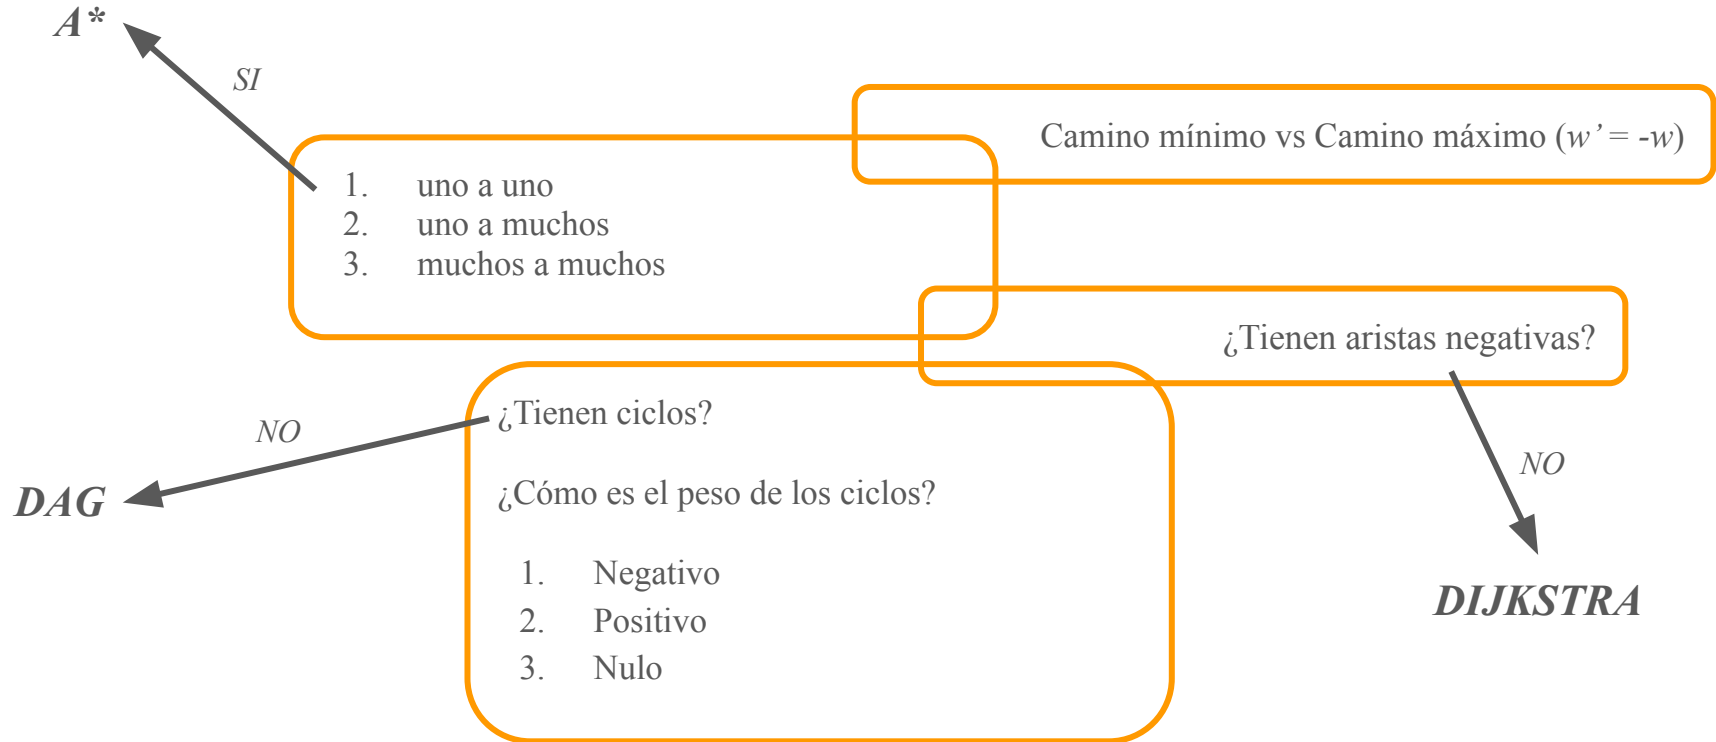 A*
SI
Camino mínimo vs Camino máximo (w’ = -w)
1. uno a uno
2. uno a muchos
3. muchos a muchos
¿Tienen aristas negativas?
¿Tienen ciclos?
NO
NO
DAG
¿Cómo es el peso de los ciclos?
1. Negativo
2. Positivo
3. Nulo
DIJKSTRA